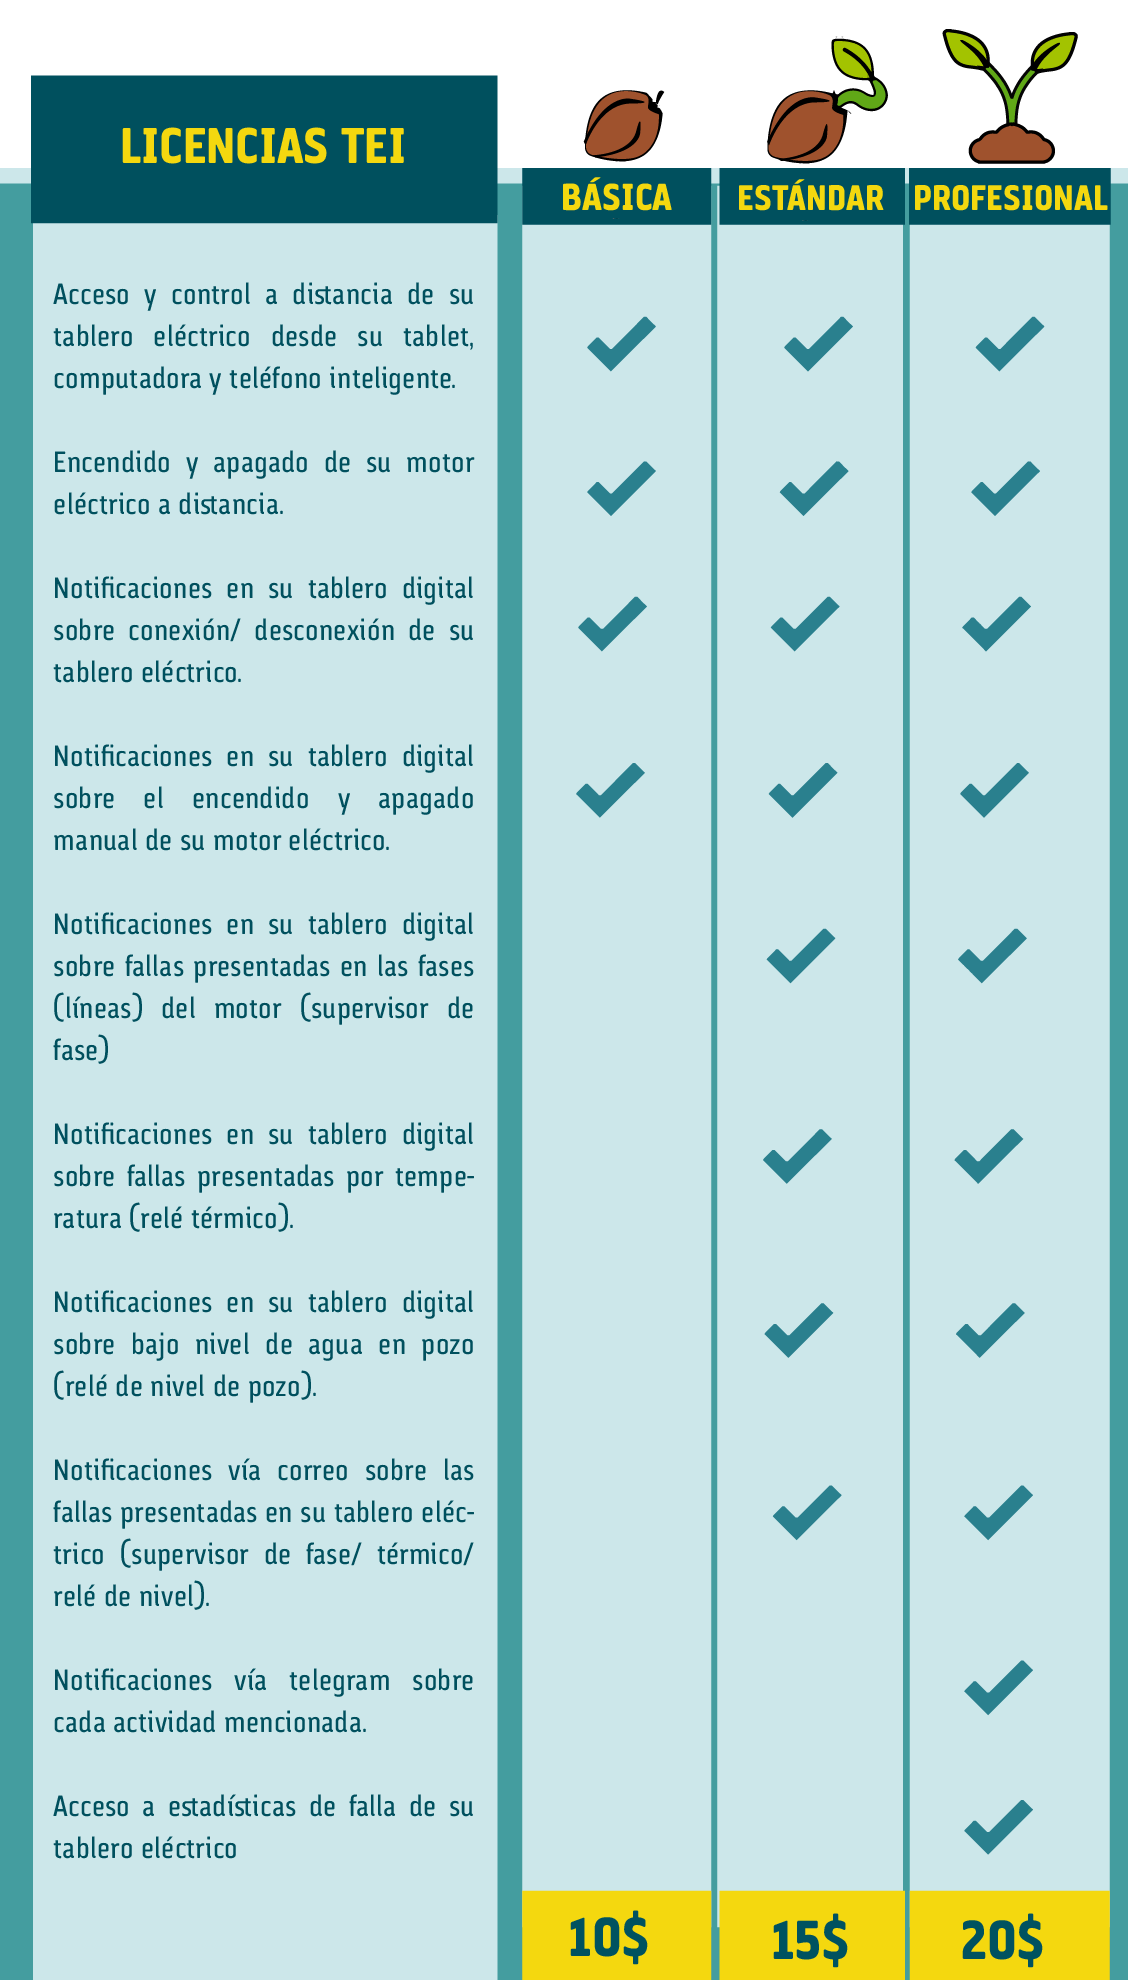 LICENCIAS TEI
BÁSICA
ESTÁNDAR
PROFESIONAL
Acceso y control a distancia de su
tablero eléctrico desde su tablet,
computadora y teléfono inteligente.
Encendido y apagado de su motor
eléctrico a distancia.
Notificaciones en su tablero digital
sobre conexión/ desconexión de su
tablero eléctrico.
Notificaciones en su tablero digital
sobre el encendido y apagado
manual de su motor eléctrico.
Notificaciones en su tablero digital
sobre fallas presentadas en las fases
(líneas) del motor (supervisor de
fase)
Notificaciones en su tablero digital
sobre fallas presentadas por tempe-
ratura (relé térmico).
Notificaciones en su tablero digital
sobre bajo nivel de agua en pozo
(relé de nivel de pozo).
Notificaciones vía correo sobre las
fallas presentadas en su tablero eléc-
trico (supervisor de fase/ térmico/
relé de nivel).
Notificaciones vía telegram sobre
cada actividad mencionada.
Acceso a estadísticas de falla de su
tablero eléctrico
10$
15$
20$